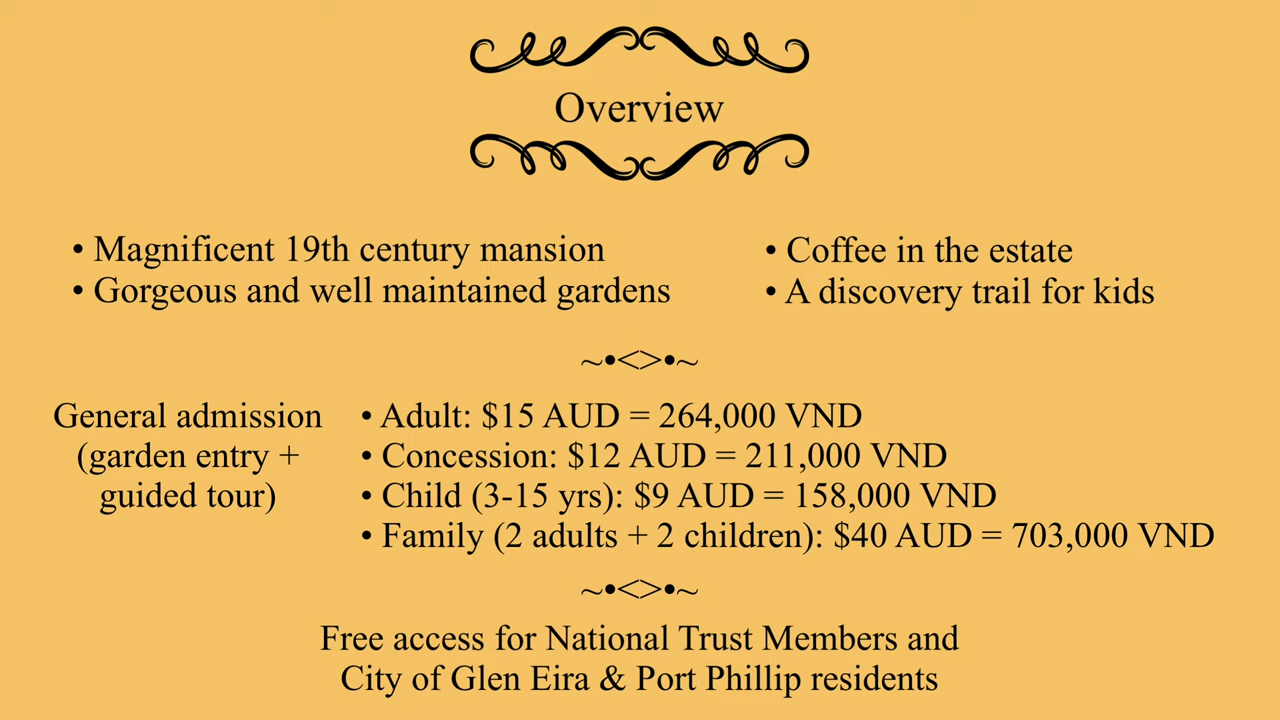 Overview
• Magnificent 19th century mansion
• Gorgeous and well maintained gardens
• Coffee in the estate
• A discovery trail for kids
~•<>•~
General admission
(garden entry +
guided tour)
• Adult: $15 AUD = 264,000 VND
• Concession: $12 AUD = 211,000 VND
• Child (3-15 yrs): $9 AUD = 158,000 VND
• Family (2 adults + 2 children): $40 AUD = 703,000 VND
~•<>•~
Free access for National Trust Members and
City of Glen Eira & Port Phillip residents